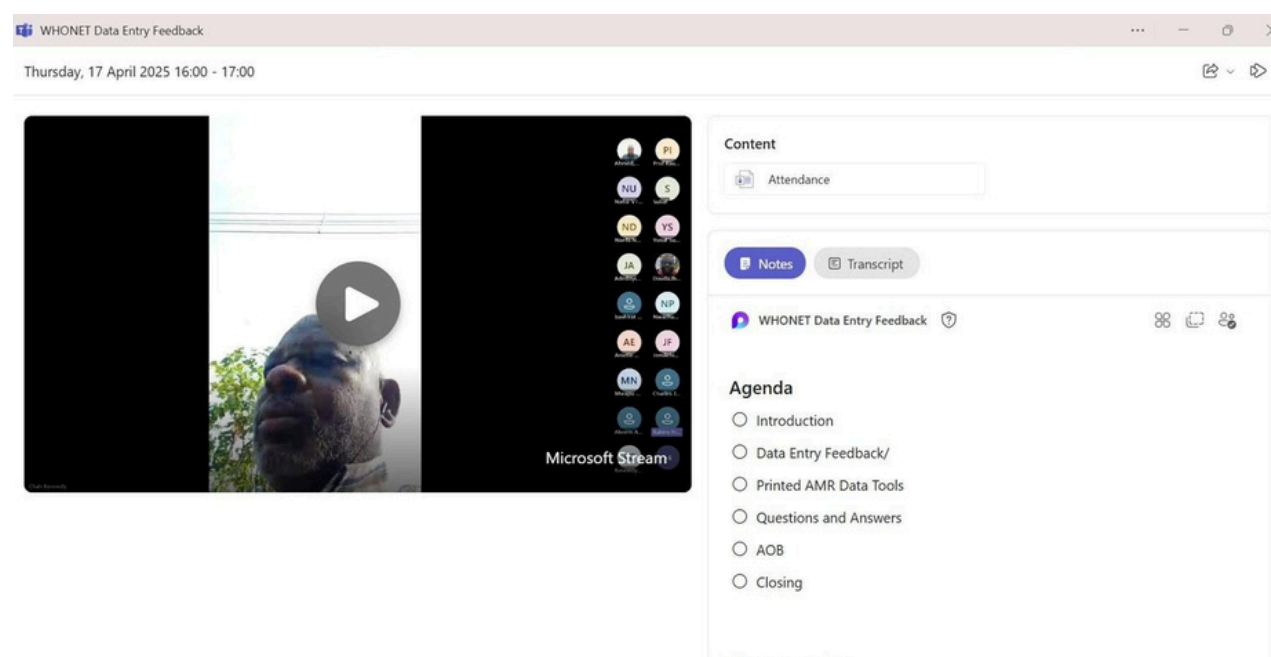 WHONET Data Entry Feedback
Thursday, 17 April 2025 16:00 - 17:00
PI
NU
S
ND
YS
JA
NP
AE
JF
MN
Microsoft Stream
Content
Attendance
Notes
Transcript
WHONET Data Entry Feedback
Agenda
Introduction
Data Entry Feedback/
Printed AMR Data Tools
Questions and Answers
AOB
Closing